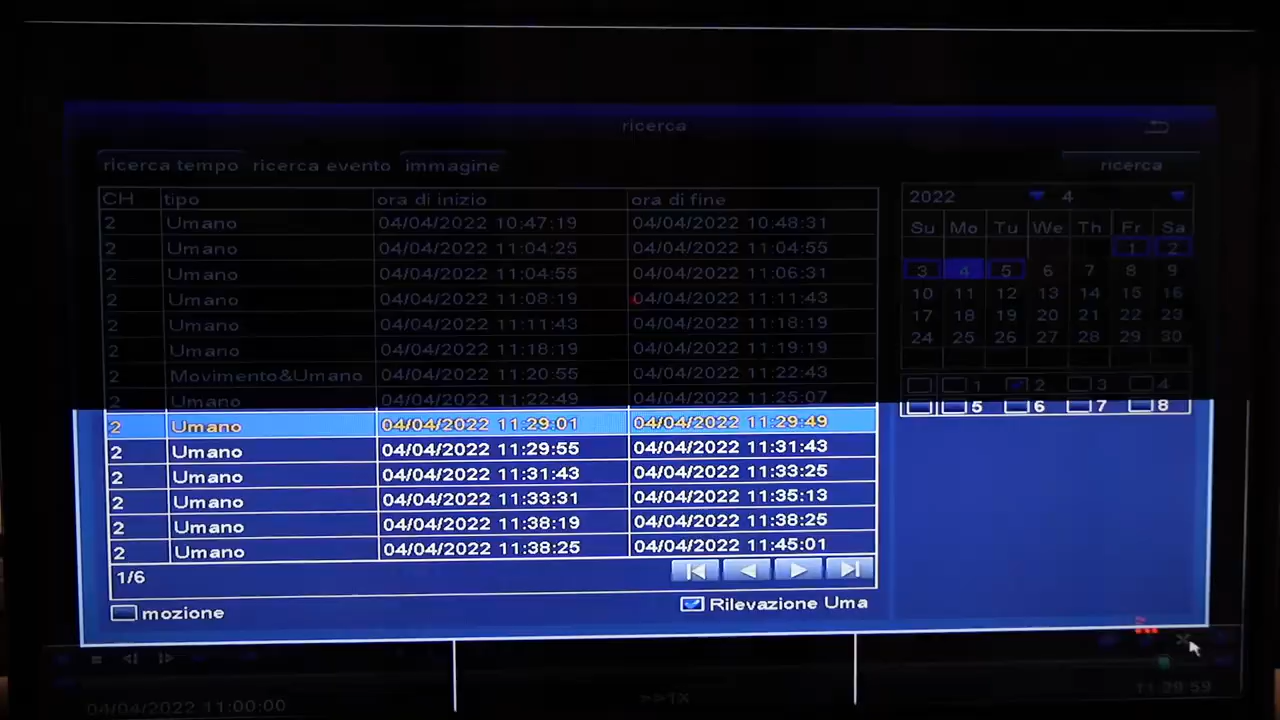 ricerca
ricerca tempo ricerca evento immagine ricerca
CH tipo ora di inizio ora di fine
2 Umano 04/04/2022 10:47:19 04/04/2022 10:48:31
2 Umano 04/04/2022 11:04:25 04/04/2022 11:04:55
2 Umano 04/04/2022 11:04:55 04/04/2022 11:06:31
2 Umano 04/04/2022 11:08:19 04/04/2022 11:11:43
2 Umano 04/04/2022 11:11:43 04/04/2022 11:18:19
2 Umano 04/04/2022 11:18:19 04/04/2022 11:19:19
2 Movimento&Umano 04/04/2022 11:20:55 04/04/2022 11:22:43
2 Umano 04/04/2022 11:22:49 04/04/2022 11:25:07
2 Umano 04/04/2022 11:29:01 04/04/2022 11:29:49
2 Umano 04/04/2022 11:29:55 04/04/2022 11:31:43
2 Umano 04/04/2022 11:31:43 04/04/2022 11:33:25
2 Umano 04/04/2022 11:33:31 04/04/2022 11:35:13
2 Umano 04/04/2022 11:38:19 04/04/2022 11:38:25
2 Umano 04/04/2022 11:38:25 04/04/2022 11:45:01
1/6
mozione Rilevazione Uma
2022 4
Su Mo Tu We Th Fr Sa
1 2
3 4 5 6 7 8 9
10 11 12 13 14 15 16
17 18 19 20 21 22 23
24 25 26 27 28 29 30
1 2 3 4
5 6 7 8
04/04/2022 11:00:00 >>1X